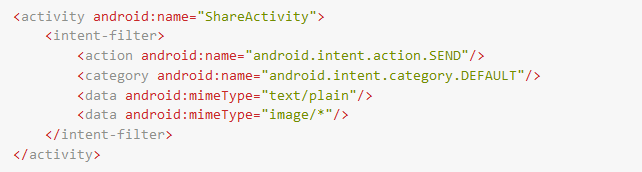 <activity android:name="ShareActivity">
    <intent-filter>
        <action android:name="android.intent.action.SEND"/>
        <category android:name="android.intent.category.DEFAULT"/>
        <data android:mimeType="text/plain"/>
        <data android:mimeType="image/*"/>
    </intent-filter>
</activity>